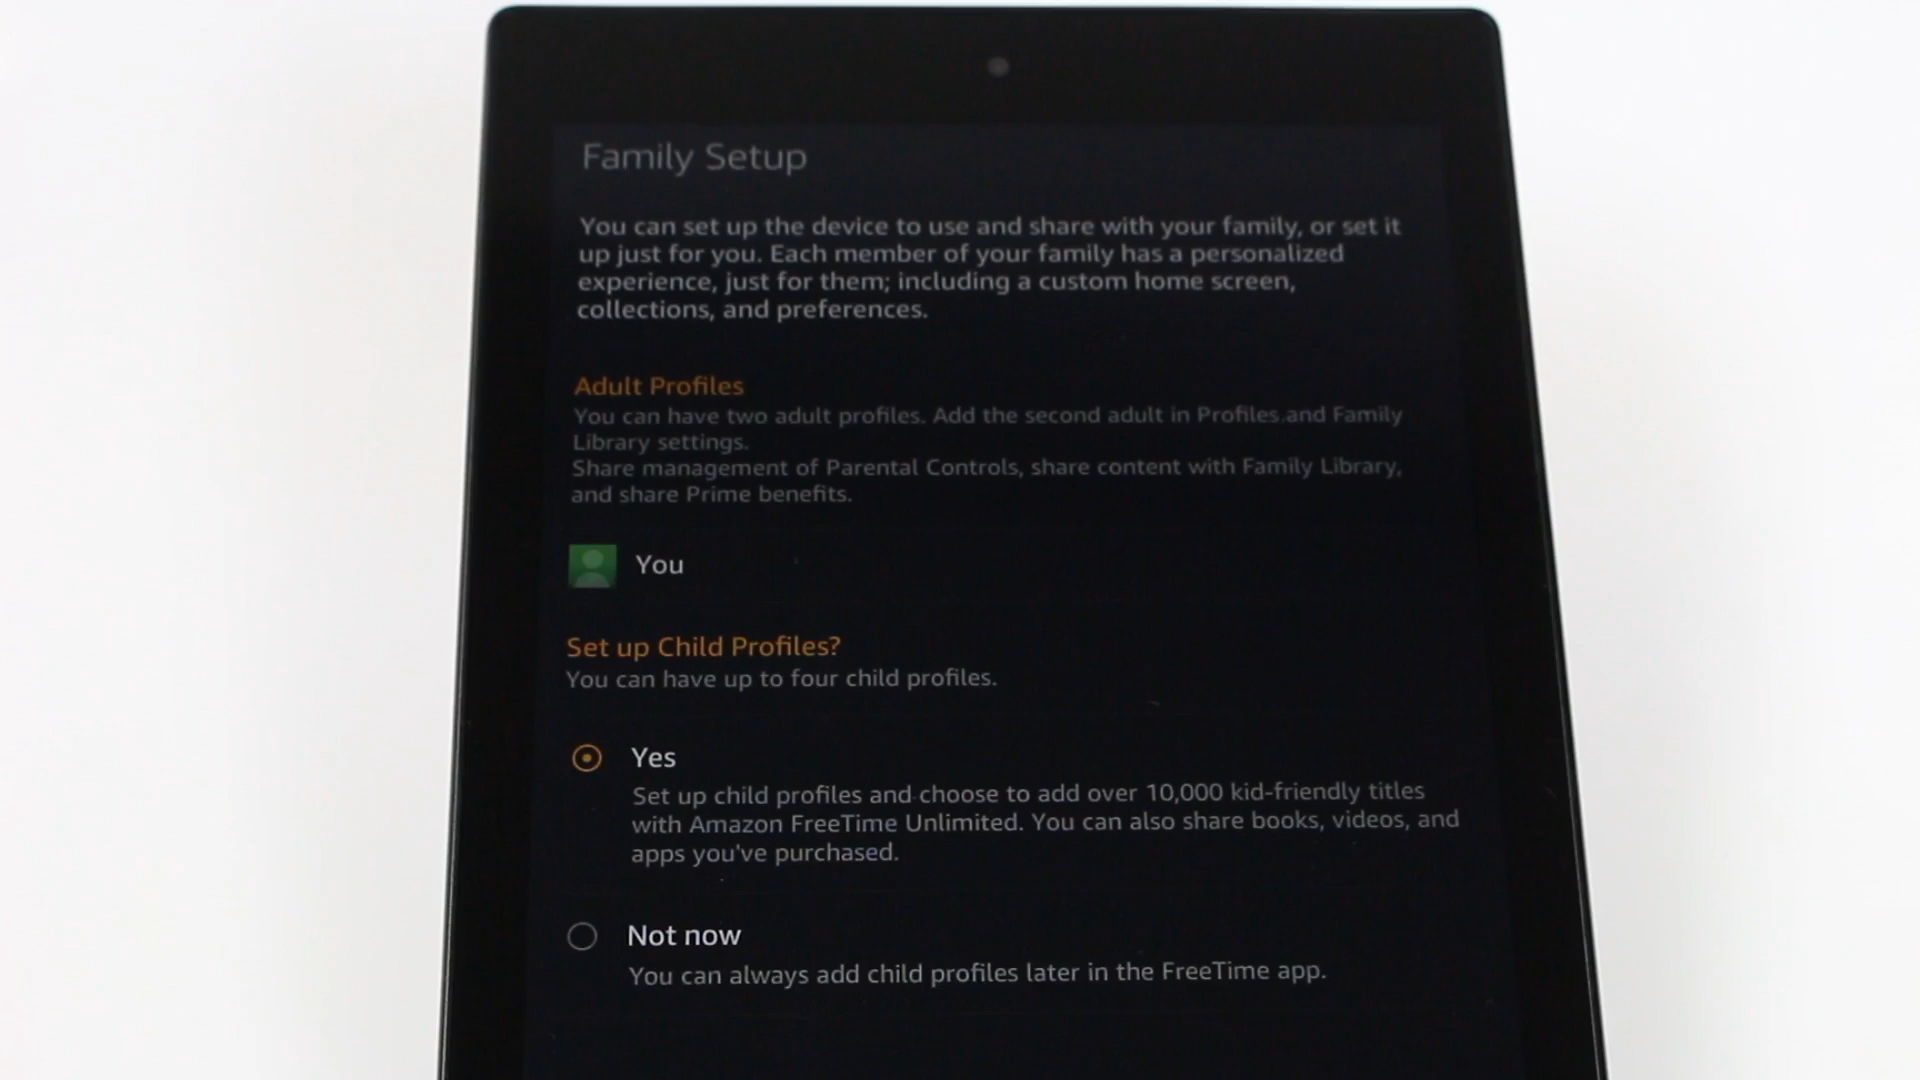 Family Setup
You can set up the device to use and share with your family, or set it
up just for you. Each member of your family has a personalized
experience, just for them; including a custom home screen,
collections, and preferences.
Adult Profiles
You can have two adult profiles. Add the second adult in Profiles and Family
Library settings.
Share management of Parental Controls, share content with Family Library,
and share Prime benefits.
You
Set up Child Profiles?
You can have up to four child profiles.
Yes
Set up child profiles and choose to add over 10,000 kid-friendly titles
with Amazon FreeTime Unlimited. You can also share books, videos, and
apps you've purchased.
Not now
You can always add child profiles later in the FreeTime app.